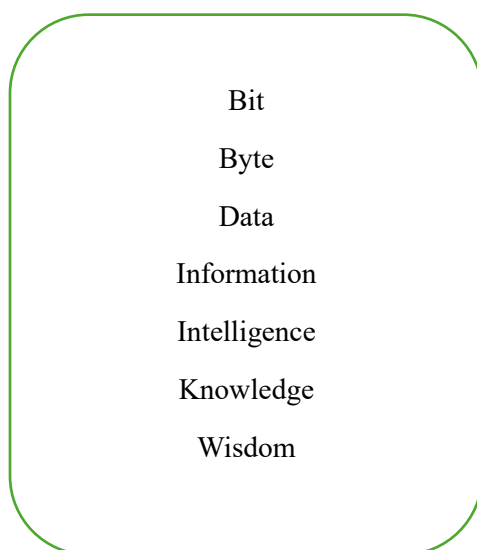 Bit
Byte
Data
Information
Intelligence
Knowledge
Wisdom